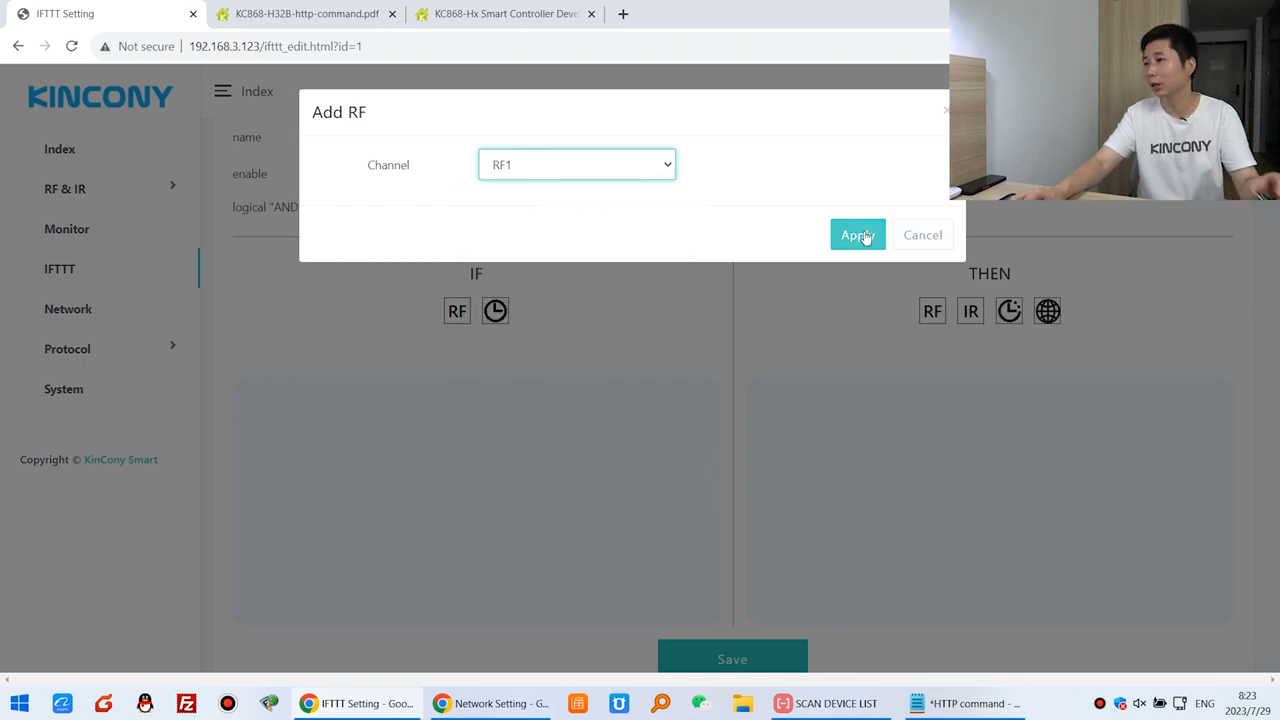 IFTTT Setting
KC868-H32B-http-command.pdf
KC868-Hx Smart Controller Deve
Not secure
192.168.3.123/ifttt_edit.html?id=1
KINCONY
Index
Index
RF & IR
Monitor
IFTTT
Network
Protocol
System
Copyright © KinCony Smart
name
enable
logical "AND
Add RF
Channel
RF1
Apply
Cancel
IF
THEN
RF
RF
IR
Save
KINCONY
IFTTT Setting - Goo...
Network Setting - G...
SCAN DEVICE LIST
*HTTP command - ...
ENG
8:23
2023/7/29